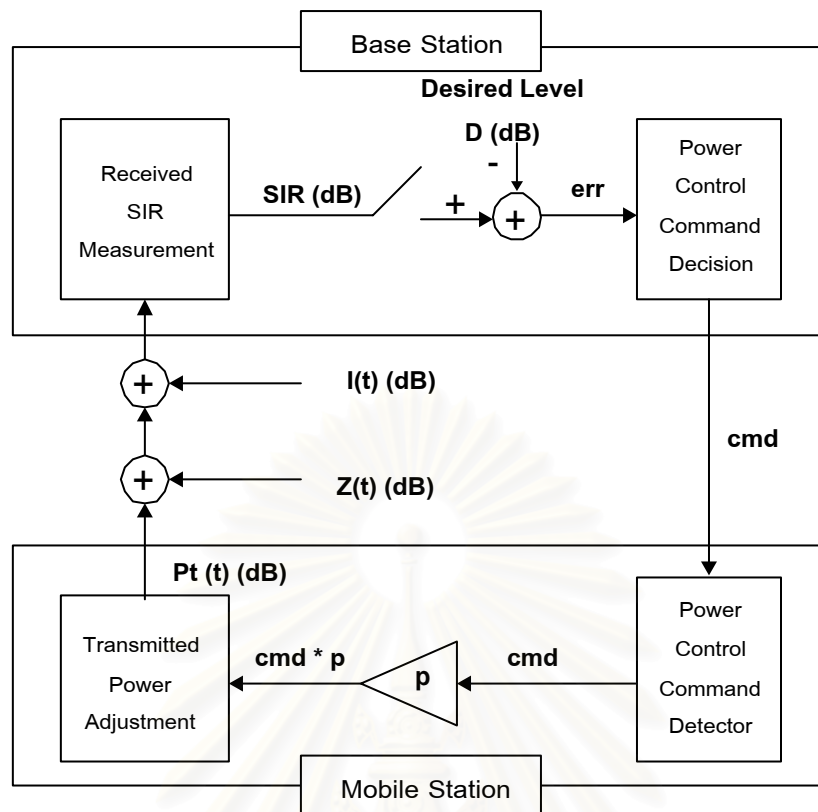 Base Station
Desired Level
D (dB)
-
Received
SIR
Measurement
SIR (dB)
+
+
err
Power
Control
Command
Decision
+
I(t) (dB)
+
Z(t) (dB)
cmd
Pt (t) (dB)
Transmitted
Power
Adjustment
cmd * p
p
cmd
Power
Control
Command
Detector
Mobile Station